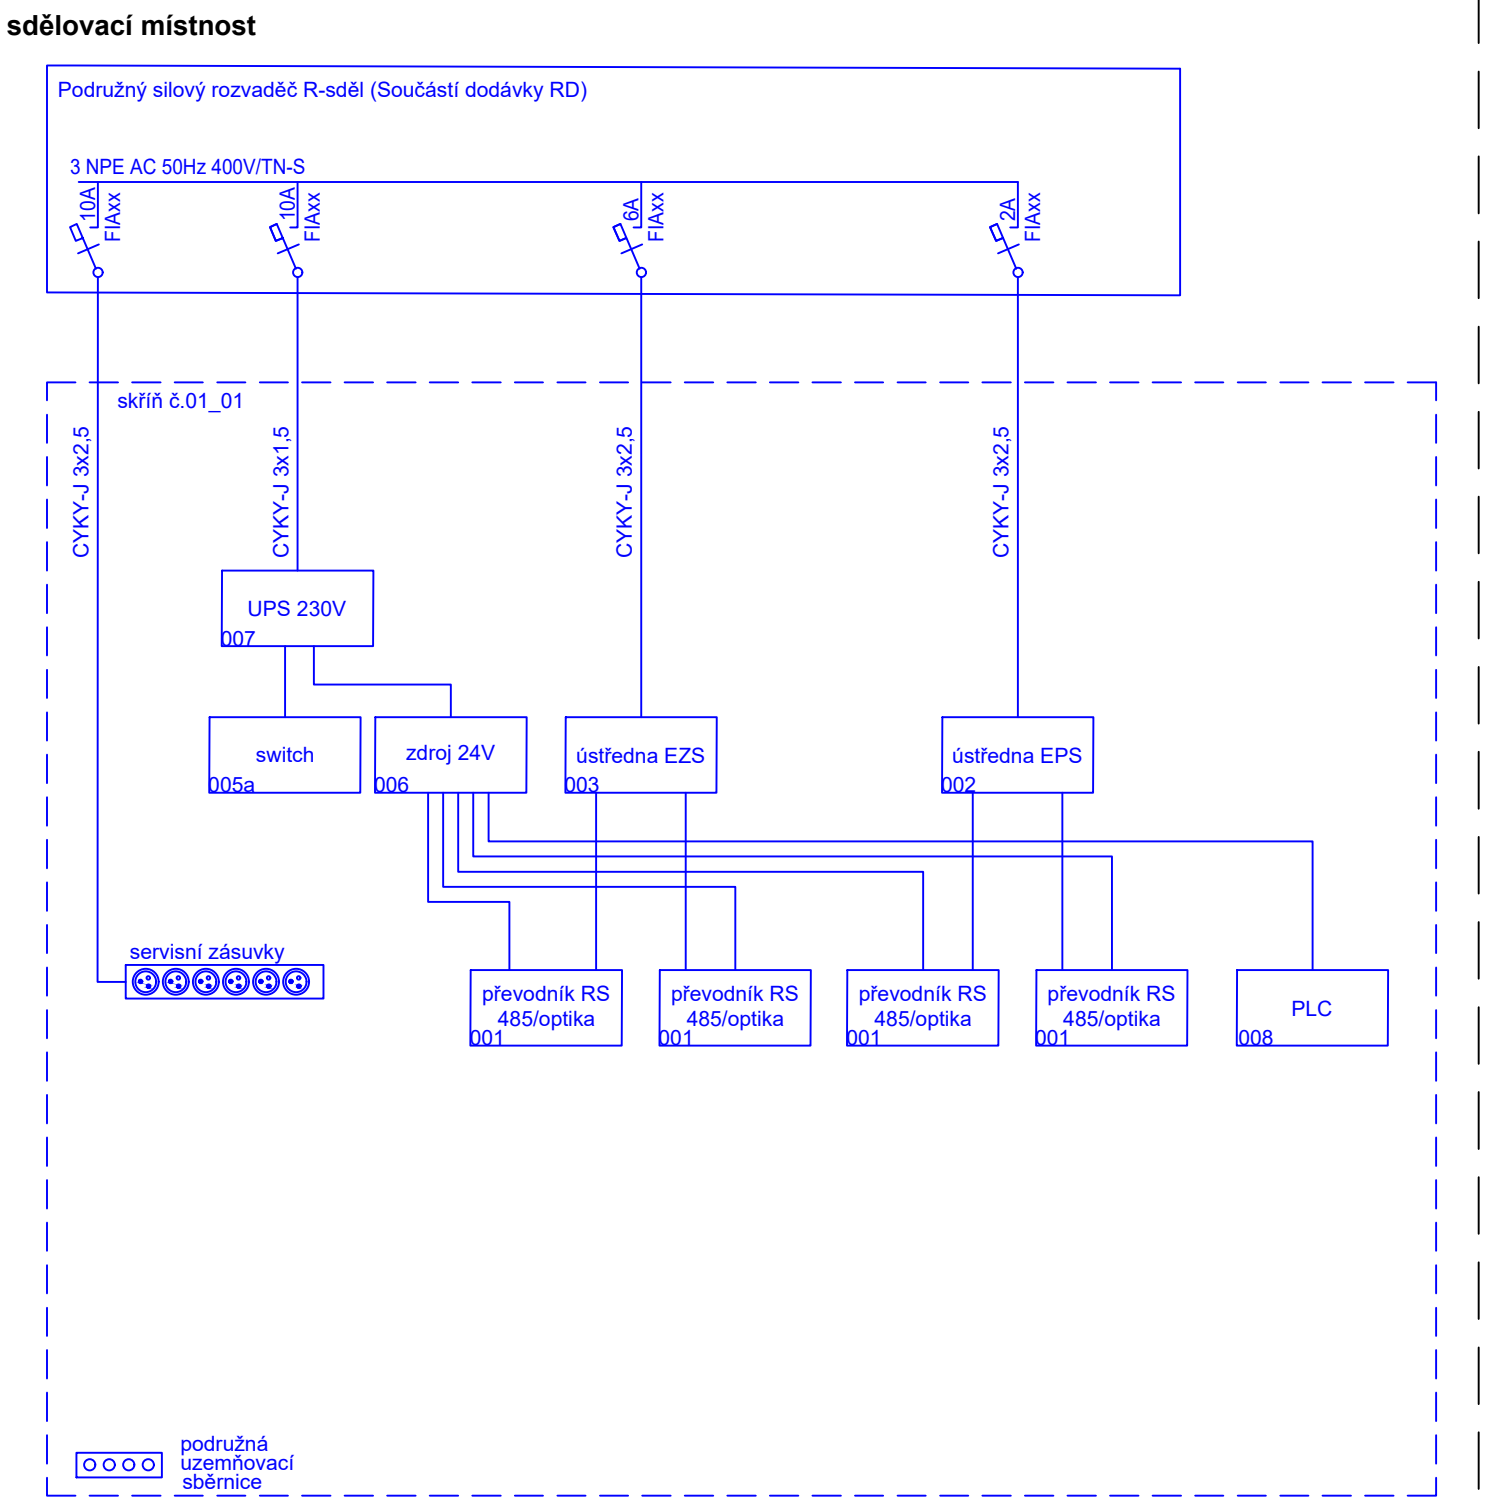 sdělovací místnost
Podružný silový rozvaděč R-sděl (Součástí dodávky RD)
3 NPE AC 50Hz 400V/TN-S
10A
FIAxx
10A
FIAxx
6A
FIAxx
2A
FIAxx
skříň č.01_01
CYKY-J 3x2,5
CYKY-J 3x1,5
CYKY-J 3x2,5
CYKY-J 3x2,5
UPS 230V
007
switch
005a
zdroj 24V
006
ústředna EZS
003
ústředna EPS
002
servisní zásuvky
převodník RS
485/optika
001
převodník RS
485/optika
001
převodník RS
485/optika
001
převodník RS
485/optika
001
PLC
008
podružná
uzemňovací
sběrnice